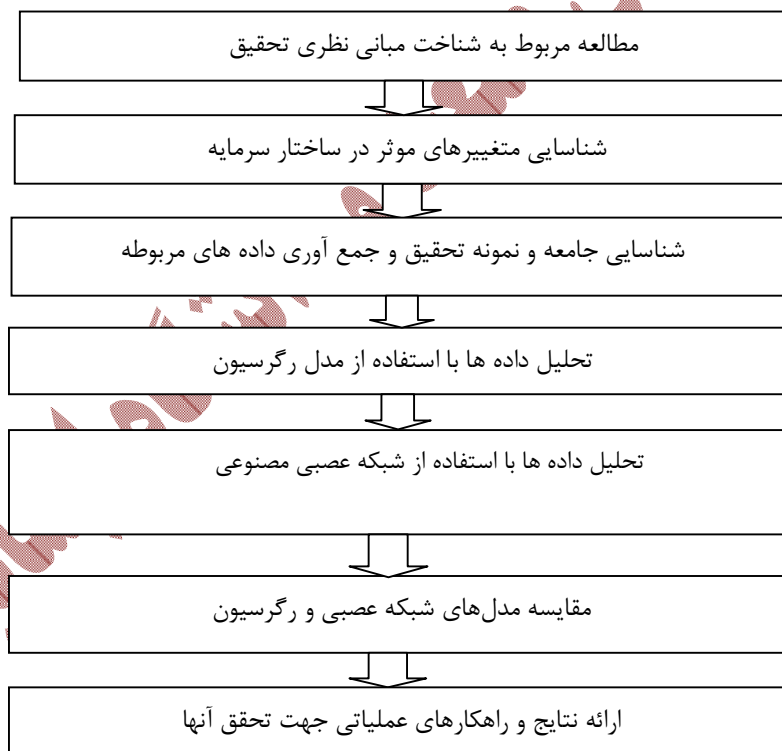 مطالعه مربوط به شناخت مبانی نظری تحقیق
شناسایی متغییرهای موثر در ساختار سرمایه
شناسایی جامعه و نمونه تحقیق و جمع آوری داده های مربوطه
تحلیل داده ها با استفاده از مدل رگرسیون
تحلیل داده ها با استفاده از شبکه عصبی مصنوعی
مقایسه مدل‌های شبکه عصبی و رگرسیون
ارائه نتایج و راهکارهای عملیاتی جهت تحقق آنها